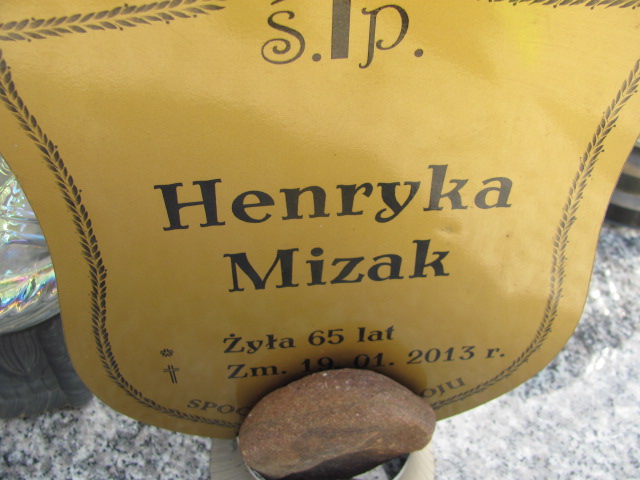 ś. p.
Henryka
Mizak
Żyła 65 lat
Zm. 19. 01. 2013 r.